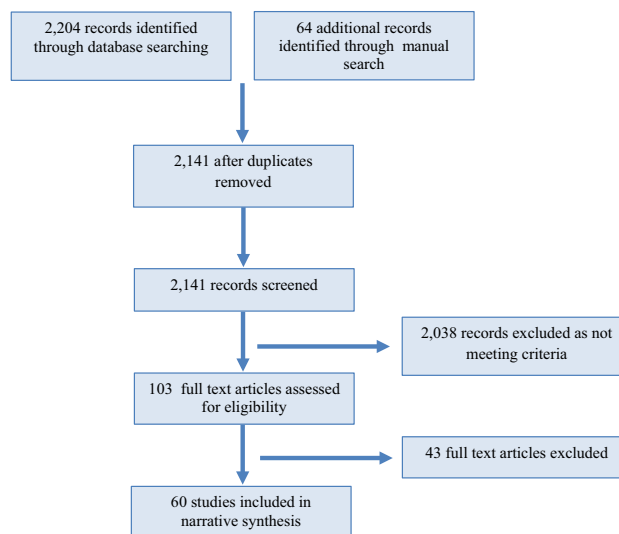 2,204 records identified
through database searching
64 additional records
identified through manual
search
2,141 after duplicates
removed
2,141 records screened
2,038 records excluded as not
meeting criteria
103 full text articles assessed
for eligibility
43 full text articles excluded
60 studies included in
narrative synthesis